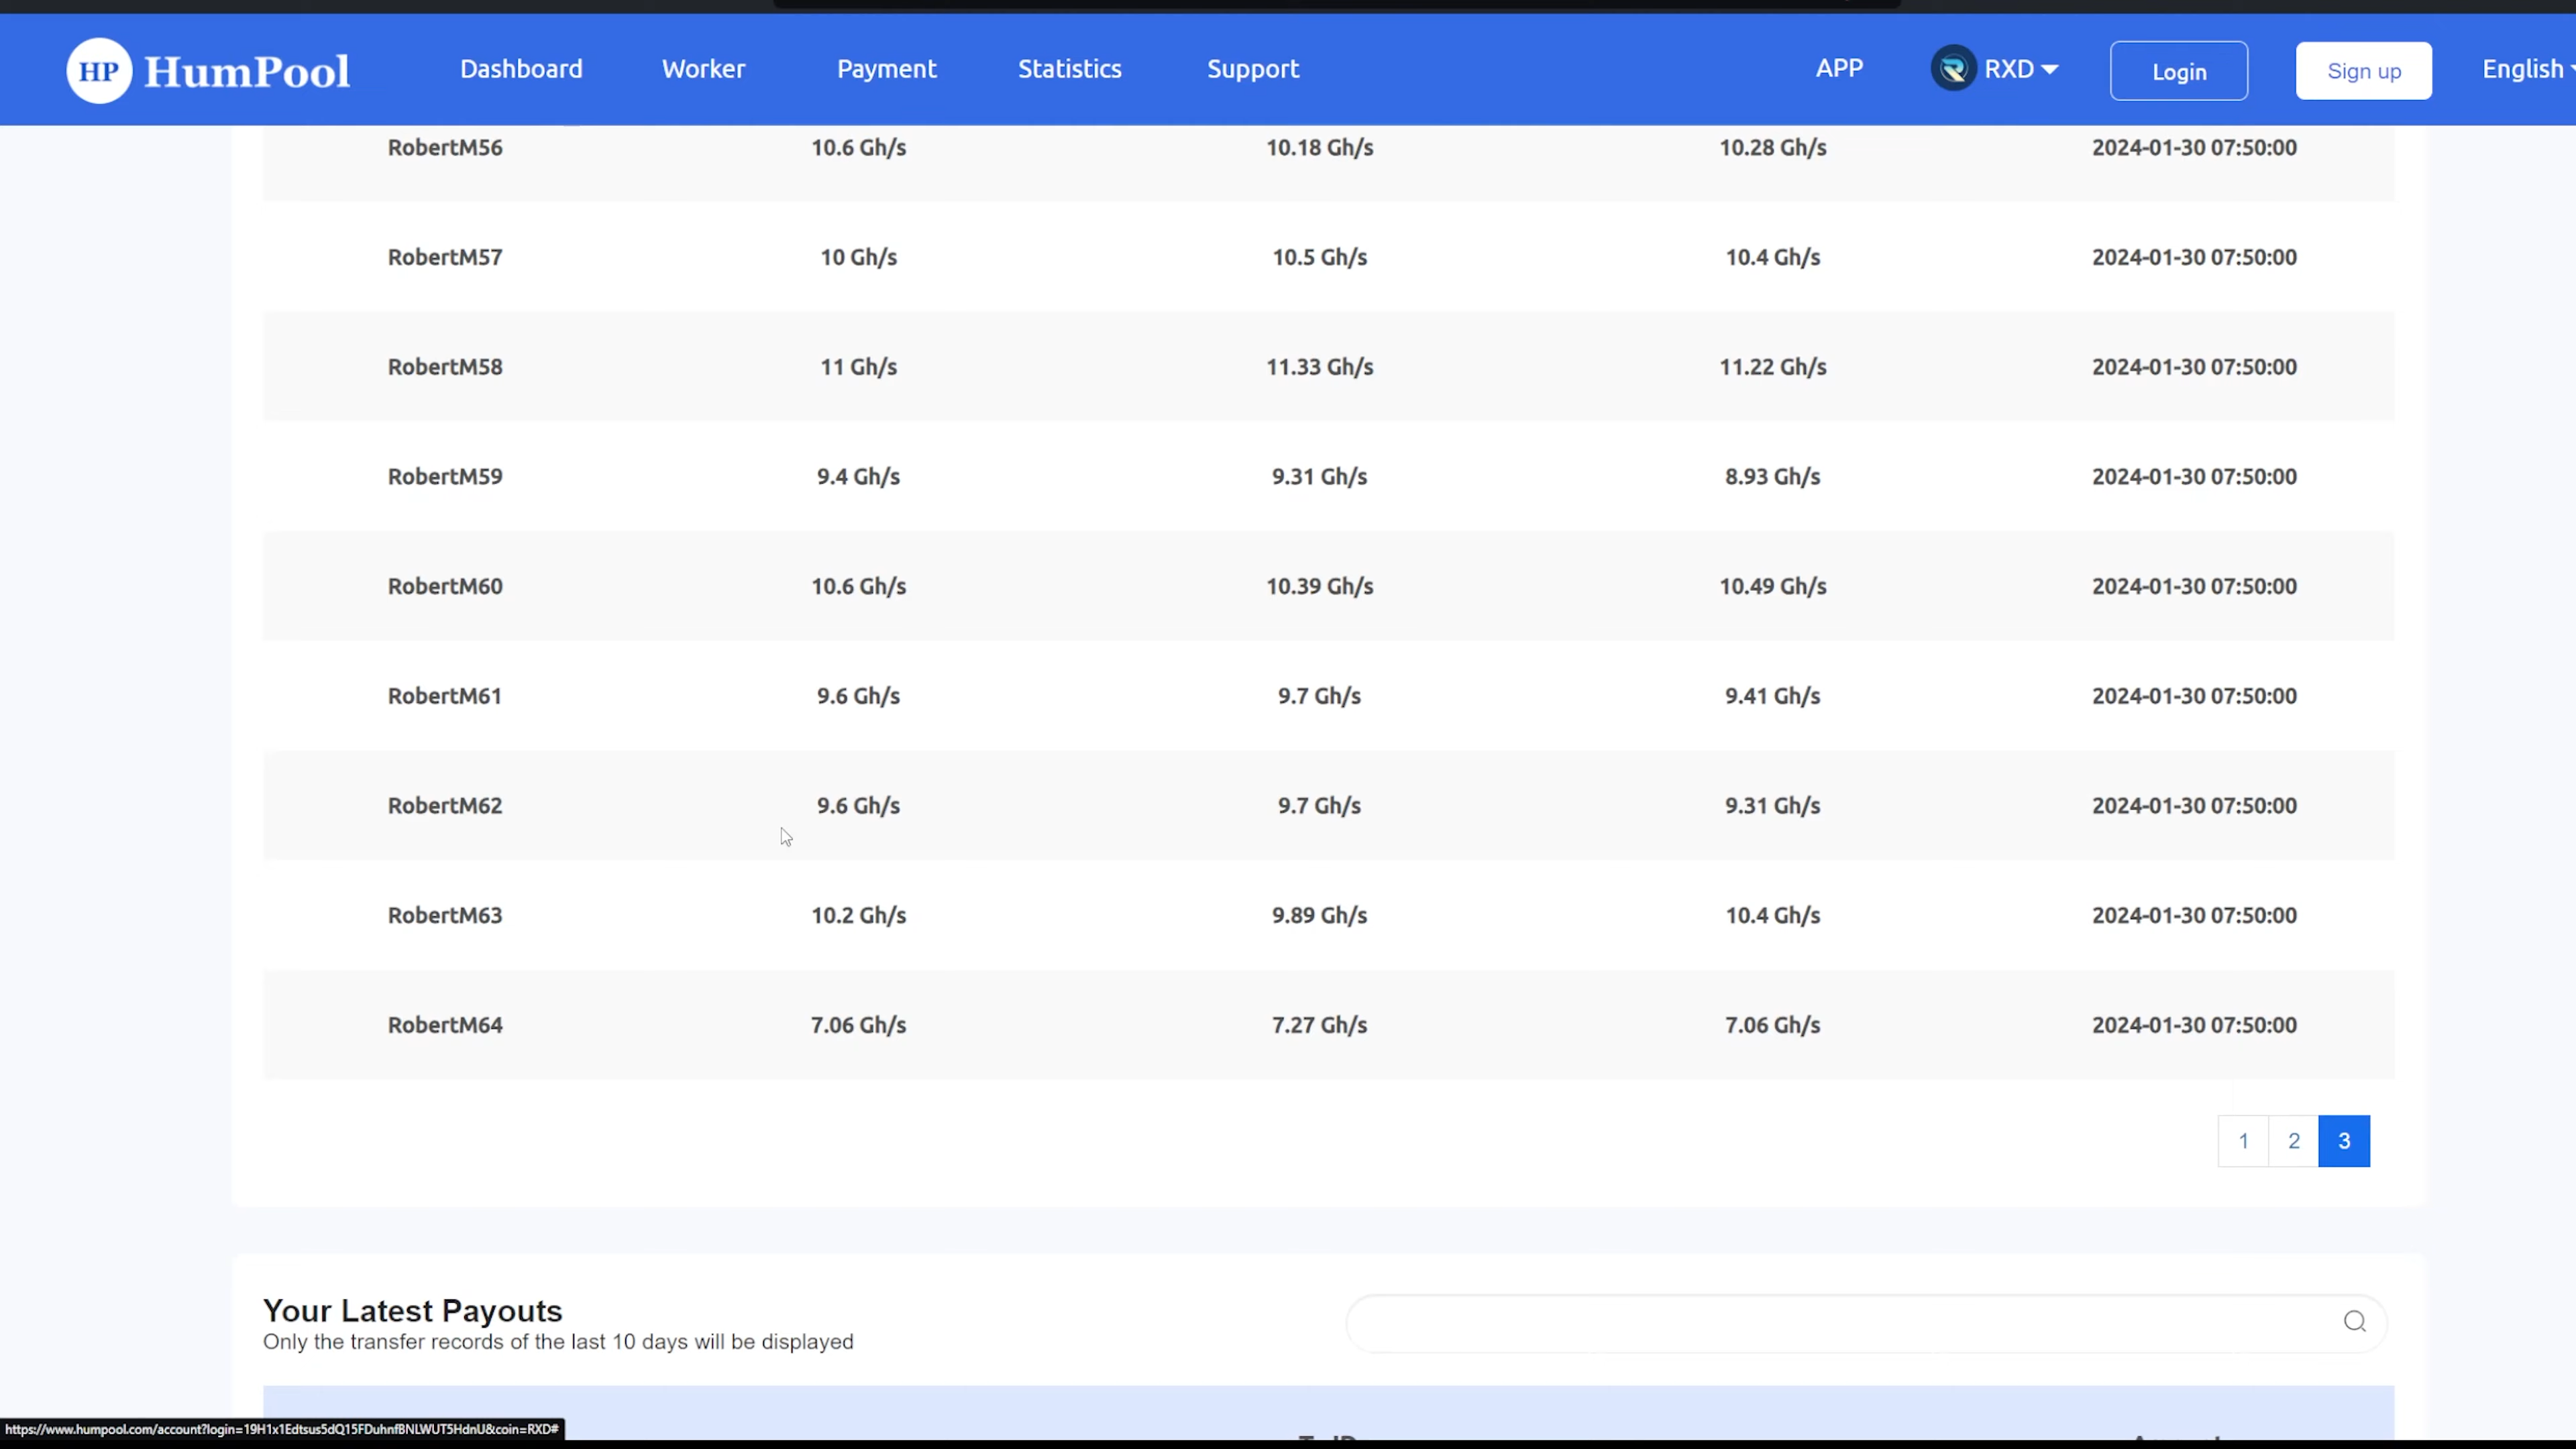 HP HumPool Dashboard Worker Payment Statistics Support APP RXD Login Sign up English
RobertM56 10.6 Gh/s 10.18 Gh/s 10.28 Gh/s 2024-01-30 07:50:00
RobertM57 10 Gh/s 10.5 Gh/s 10.4 Gh/s 2024-01-30 07:50:00
RobertM58 11 Gh/s 11.33 Gh/s 11.22 Gh/s 2024-01-30 07:50:00
RobertM59 9.4 Gh/s 9.31 Gh/s 8.93 Gh/s 2024-01-30 07:50:00
RobertM60 10.6 Gh/s 10.39 Gh/s 10.49 Gh/s 2024-01-30 07:50:00
RobertM61 9.6 Gh/s 9.7 Gh/s 9.41 Gh/s 2024-01-30 07:50:00
RobertM62 9.6 Gh/s 9.7 Gh/s 9.31 Gh/s 2024-01-30 07:50:00
RobertM63 10.2 Gh/s 9.89 Gh/s 10.4 Gh/s 2024-01-30 07:50:00
RobertM64 7.06 Gh/s 7.27 Gh/s 7.06 Gh/s 2024-01-30 07:50:00
1 2 3
Your Latest Payouts
Only the transfer records of the last 10 days will be displayed
https://www.humpool.com/account?login=19H1x1Edtsus5dQ15FDuhnfBNLWUT5HdnU&coin=RXD#